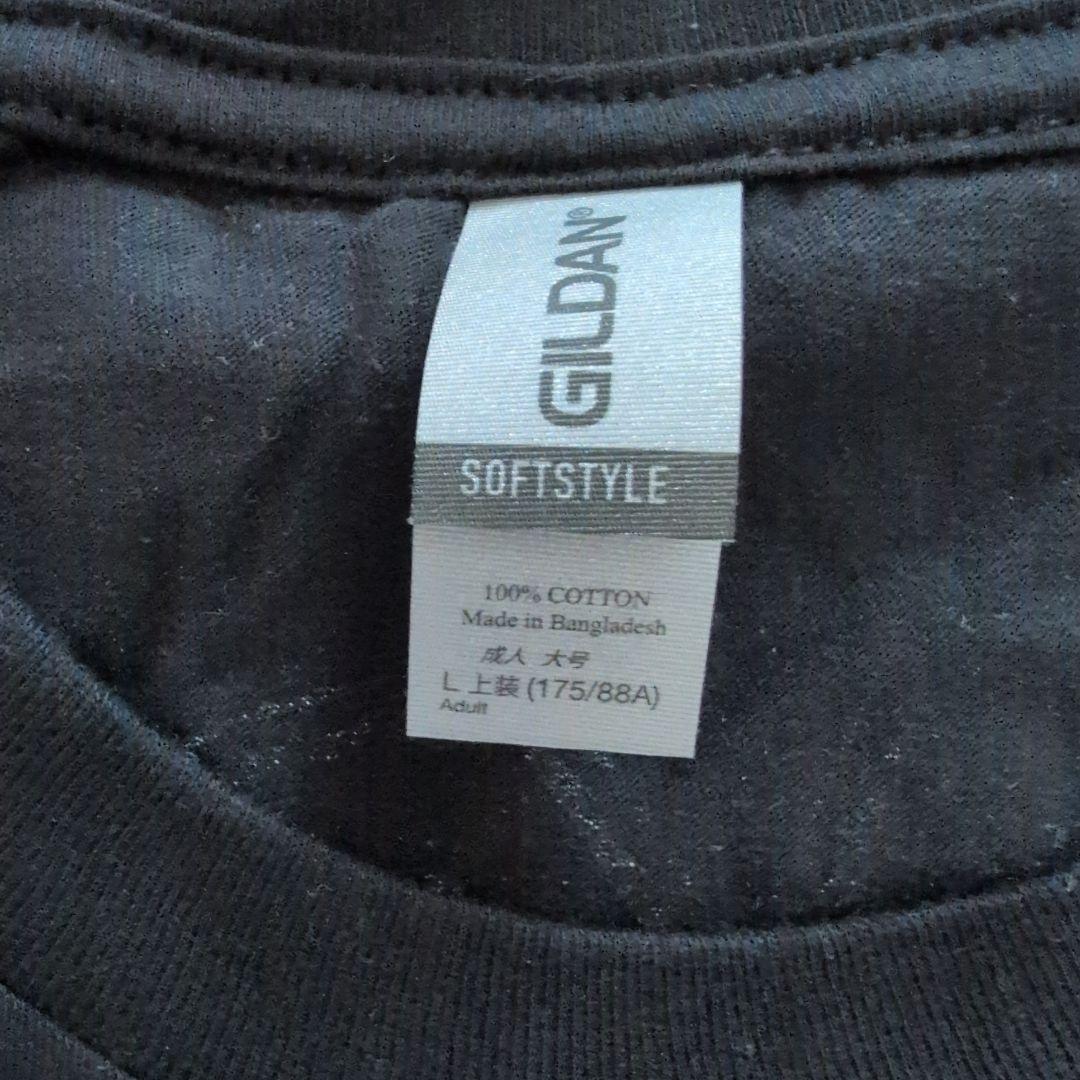 GILDAN®
SOFTSTYLE
100% COTTON
Made in Bangladesh
成人 大号
L 上装 (175/88A)
Adult